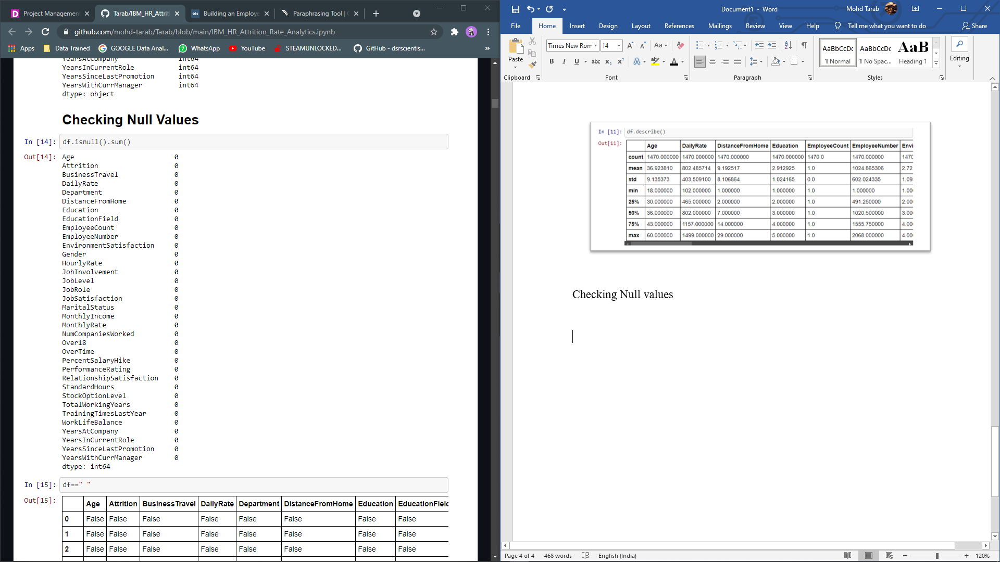 Project Management
Tarab/IBM_HR_Attriti
Building an Employe
Paraphrasing Tool |
github.com/mohd-tarab/Tarab/blob/main/IBM_HR_Attrition_Rate_Analytics.ipynb
Apps
Data Trained
GOOGLE Data Anal...
WhatsApp
YouTube
STEAMUNLOCKED...
GitHub - dsrscientis...
»
YearsAtCompany int64
YearsInCurrentRole int64
YearsSinceLastPromotion int64
YearsWithCurrManager int64
dtype: object
Checking Null Values
In [14]: df.isnull().sum()
Out[14]: Age 0
Attrition 0
BusinessTravel 0
DailyRate 0
Department 0
DistanceFromHome 0
Education 0
EducationField 0
EmployeeCount 0
EmployeeNumber 0
EnvironmentSatisfaction 0
Gender 0
HourlyRate 0
JobInvolvement 0
JobLevel 0
JobRole 0
JobSatisfaction 0
MaritalStatus 0
MonthlyIncome 0
MonthlyRate 0
NumCompaniesWorked 0
Over18 0
OverTime 0
PercentSalaryHike 0
PerformanceRating 0
RelationshipSatisfaction 0
StandardHours 0
StockOptionLevel 0
TotalWorkingYears 0
TrainingTimesLastYear 0
WorkLifeBalance 0
YearsAtCompany 0
YearsInCurrentRole 0
YearsSinceLastPromotion 0
YearsWithCurrManager 0
dtype: int64
In [15]: df==" "
Out[15]:
Age Attrition BusinessTravel DailyRate Department DistanceFromHome Education EducationField
0 False False False False False False False False
1 False False False False False False False False
2 False False False False False False False False
Document1 - Word
Mohd Tarab
File Home Insert Design Layout References Mailings Review View Help Tell me what you want to do Share
Paste
Clipboard
Times New Rom 14
Font
Paragraph
AaBbCcDc ¶ Normal
AaBbCcDc ¶ No Spac...
AaB Heading 1
Styles
Editing
In [11]: df.describe()
Out[11]:
Age DailyRate DistanceFromHome Education EmployeeCount EmployeeNumber Envi
count 1470.000000 1470.000000 1470.000000 1470.000000 1470.0 1470.000000 1470
mean 36.923810 802.485714 9.192517 2.912925 1.0 1024.865306 2.72
std 9.135373 403.509100 8.106864 1.024165 0.0 602.024335 1.09
min 18.000000 102.000000 1.000000 1.000000 1.0 1.000000 1.00
25% 30.000000 465.000000 2.000000 2.000000 1.0 491.250000 2.00
50% 36.000000 802.000000 7.000000 3.000000 1.0 1020.500000 3.00
75% 43.000000 1157.000000 14.000000 4.000000 1.0 1555.750000 4.00
max 60.000000 1499.000000 29.000000 5.000000 1.0 2068.000000 4.00
Checking Null values
Page 4 of 4 468 words English (India) 120%